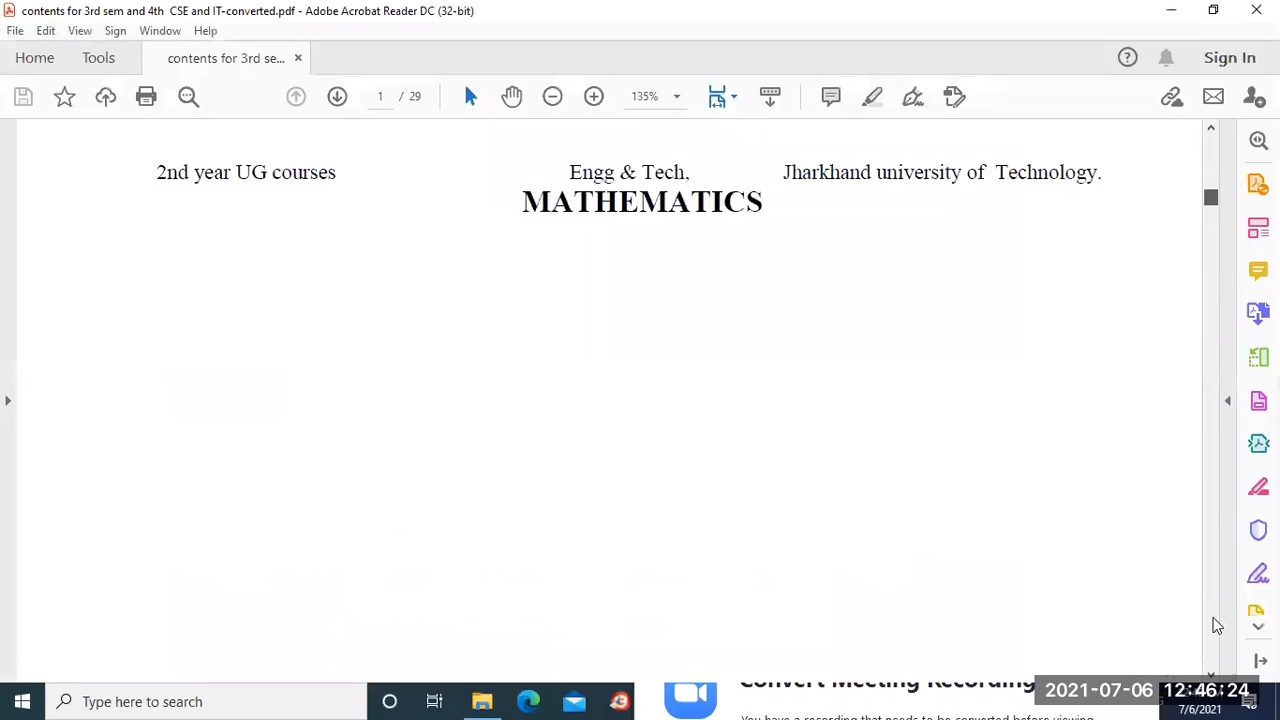 contents for 3rd sem and 4th  CSE and IT-converted.pdf - Adobe Acrobat Reader DC (32-bit)
File Edit View Sign Window Help
Home Tools contents for 3rd se... × Sign In
1 / 29 135%
2nd year UG courses Engg & Tech, Jharkhand university of  Technology.
MATHEMATICS
Convert Meeting Recording
You have a recording that needs to be converted before viewing
Type here to search
2021-07-06 12:46:24
7/6/2021